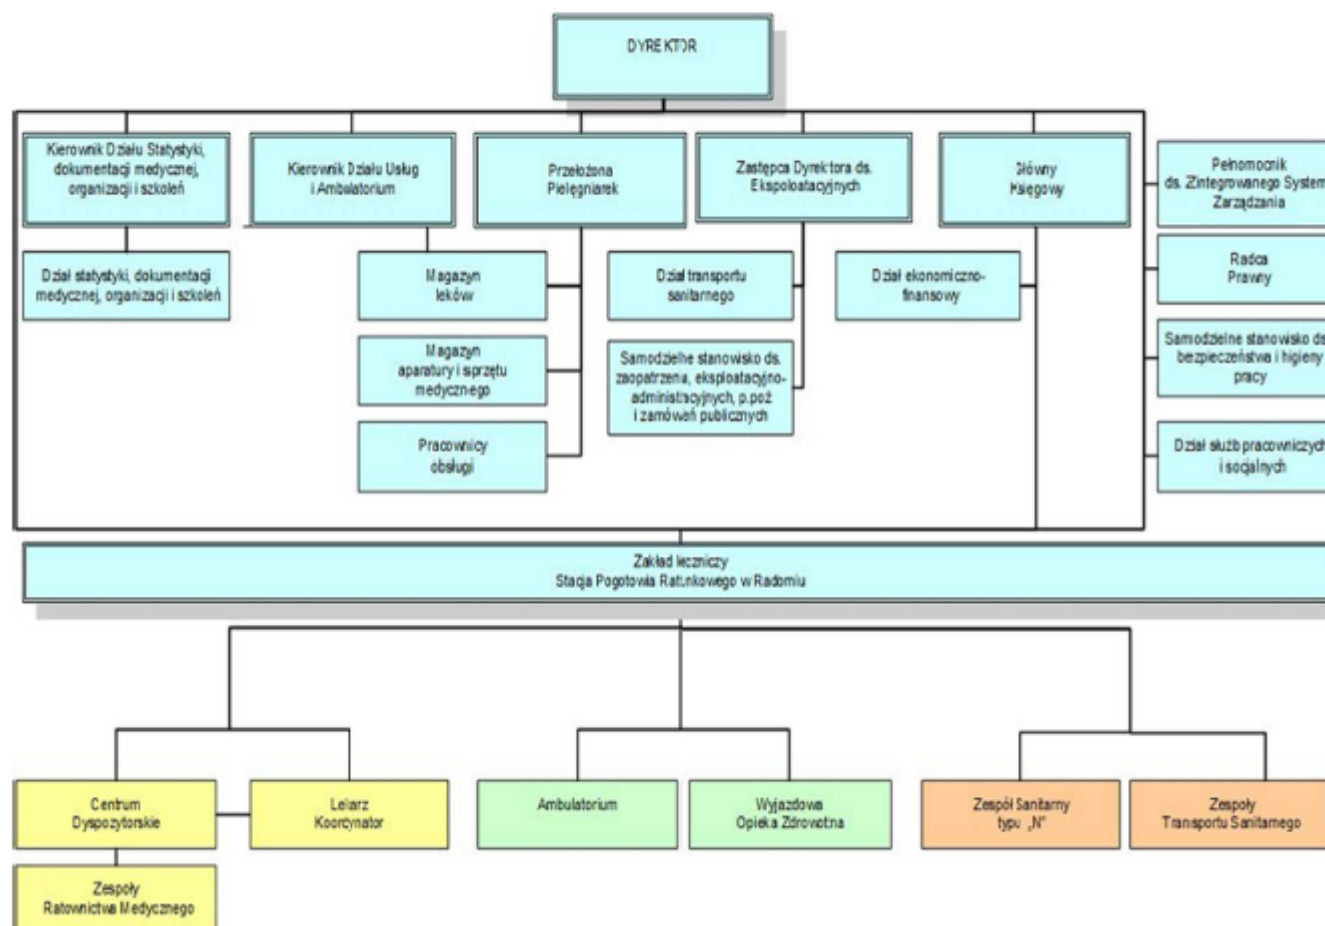 DYREKTOR
Kierownik Działu Statystyki,
dokumentacji medycznej,
organizacji i szkoleń
Kierownik Działu Usług
i Ambulatorium
Przełożona
Pielęgniarek
Zastępca Dyrektora ds.
Ekspoloatacyjnych
Główny
Księgowy
Pełnomocnik
ds. Zintegrowanego System
Zarządzania
Dział statystyki, dokumentacji
medycznej, organizacji i szkoleń
Magazyn
leków
Dział transportu
sanitarnego
Dział ekonomiczno-
finansowy
Radca
Prawny
Magazyn
aparatury i sprzętu
medycznego
Samodzielne stanowisko ds.
zaopatrzenia, eksploatacyjno-
administracyjnych, p.poż
i zamówień publicznych
Samodzielne stanowisko ds.
bezpieczeństwa i higieny
pracy
Pracownicy
obsługi
Dział służb pracowniczych
i socjalnych
Zakład leczniczy
Stacja Pogotowia Ratunkowego w Radomiu
Centrum
Dyspozytorskie
Lekarz
Koordynator
Ambulatorium
Wyjazdowa
Opieka Zdrowotna
Zespół Sanitarny
typu „N"
Zespoły
Transportu Sanitarnego
Zespoły
Ratownictwa Medycznego